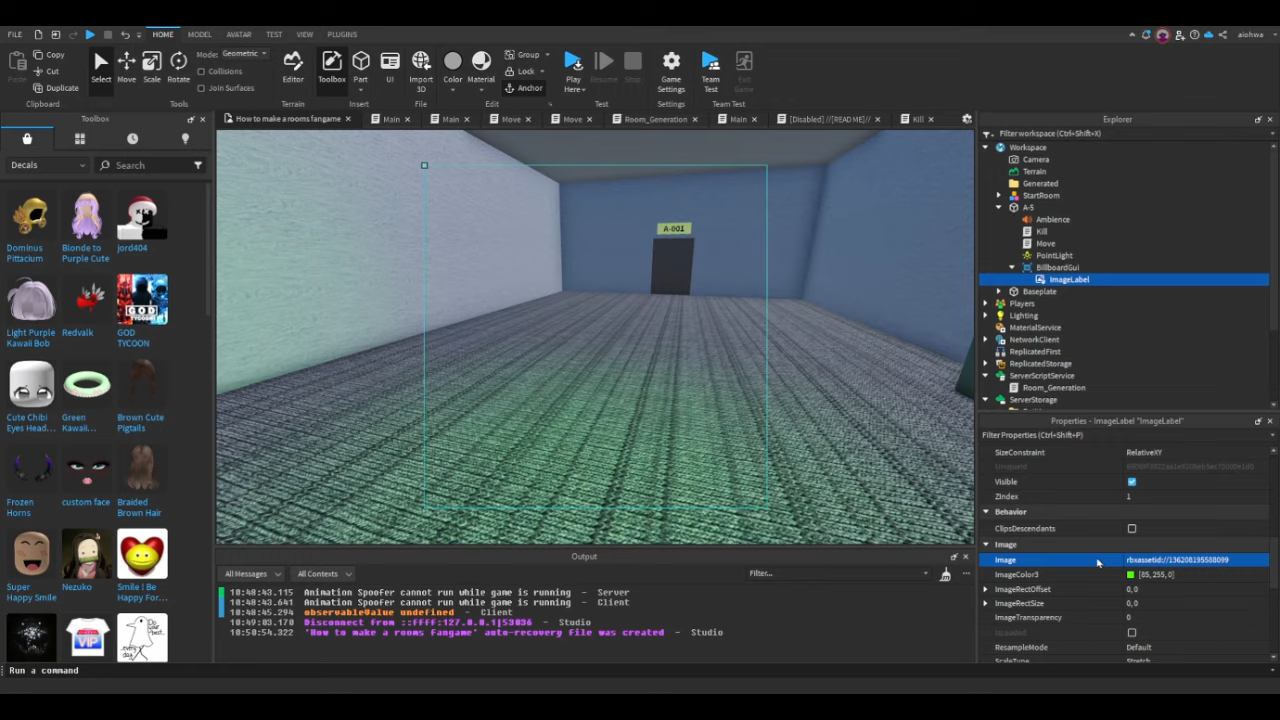 FILE HOME MODEL AVATAR TEST VIEW PLUGINS aiohwa
Paste Copy Cut Duplicate Clipboard
Select Move Scale Rotate Mode: Geometric Collisions Join Surfaces Tools
Editor Terrain Toolbox Part UI Insert Import 3D File
Color Material Group Lock Anchor Edit
Play Here Resume Stop Test Game Settings Settings Team Test Exit Game Team Test
Toolbox
Decals Search
Dominus Pittacium
Blonde to Purple Cute
jord404
Light Purple Kawaii Bob
Redvalk
GOD TYCOON
GOD TYCOON
Cute Chibi Eyes Head...
Green Kawaii...
Brown Cute Pigtails
Frozen Horns
custom face
Braided Brown Hair
Super Happy Smile
Nezuko
Smile ! Be Happy For...
VIP
How to make a rooms fangame Main Main Move Move Room_Generation Main [Disabled] //[README]// Kill
A-001
Output
All Messages All Contexts Filter...
10:48:43.115 Animation Spoofer cannot run while game is running - Server
10:48:43.641 Animation Spoofer cannot run while game is running - Client
10:48:45.294 observableValue undefined - Client
10:49:03.170 Disconnect from ::ffff:127.0.0.1|53036 - Studio
10:50:54.322 'How to make a rooms fangame' auto-recovery file was created - Studio
Explorer
Filter workspace (Ctrl+Shift+X)
Workspace
Camera
Terrain
Generated
StartRoom
A-5
Ambience
Kill
Move
PointLight
BillboardGui
ImageLabel
Baseplate
Players
Lighting
MaterialService
NetworkClient
ReplicatedFirst
ReplicatedStorage
ServerScriptService
Room_Generation
ServerStorage
Properties - ImageLabel "ImageLabel"
Filter Properties (Ctrl+Shift+P)
SizeConstraint RelativeXY
UniqueId
Visible
ZIndex 1
Behavior
ClipsDescendants
Image
Image rbxassetid://136208195588099
ImageColor3 [85, 255, 0]
ImageRectOffset 0, 0
ImageRectSize 0, 0
ImageTransparency 0
IsLoaded
ResampleMode Default
ScaleType Stretch
Run a command